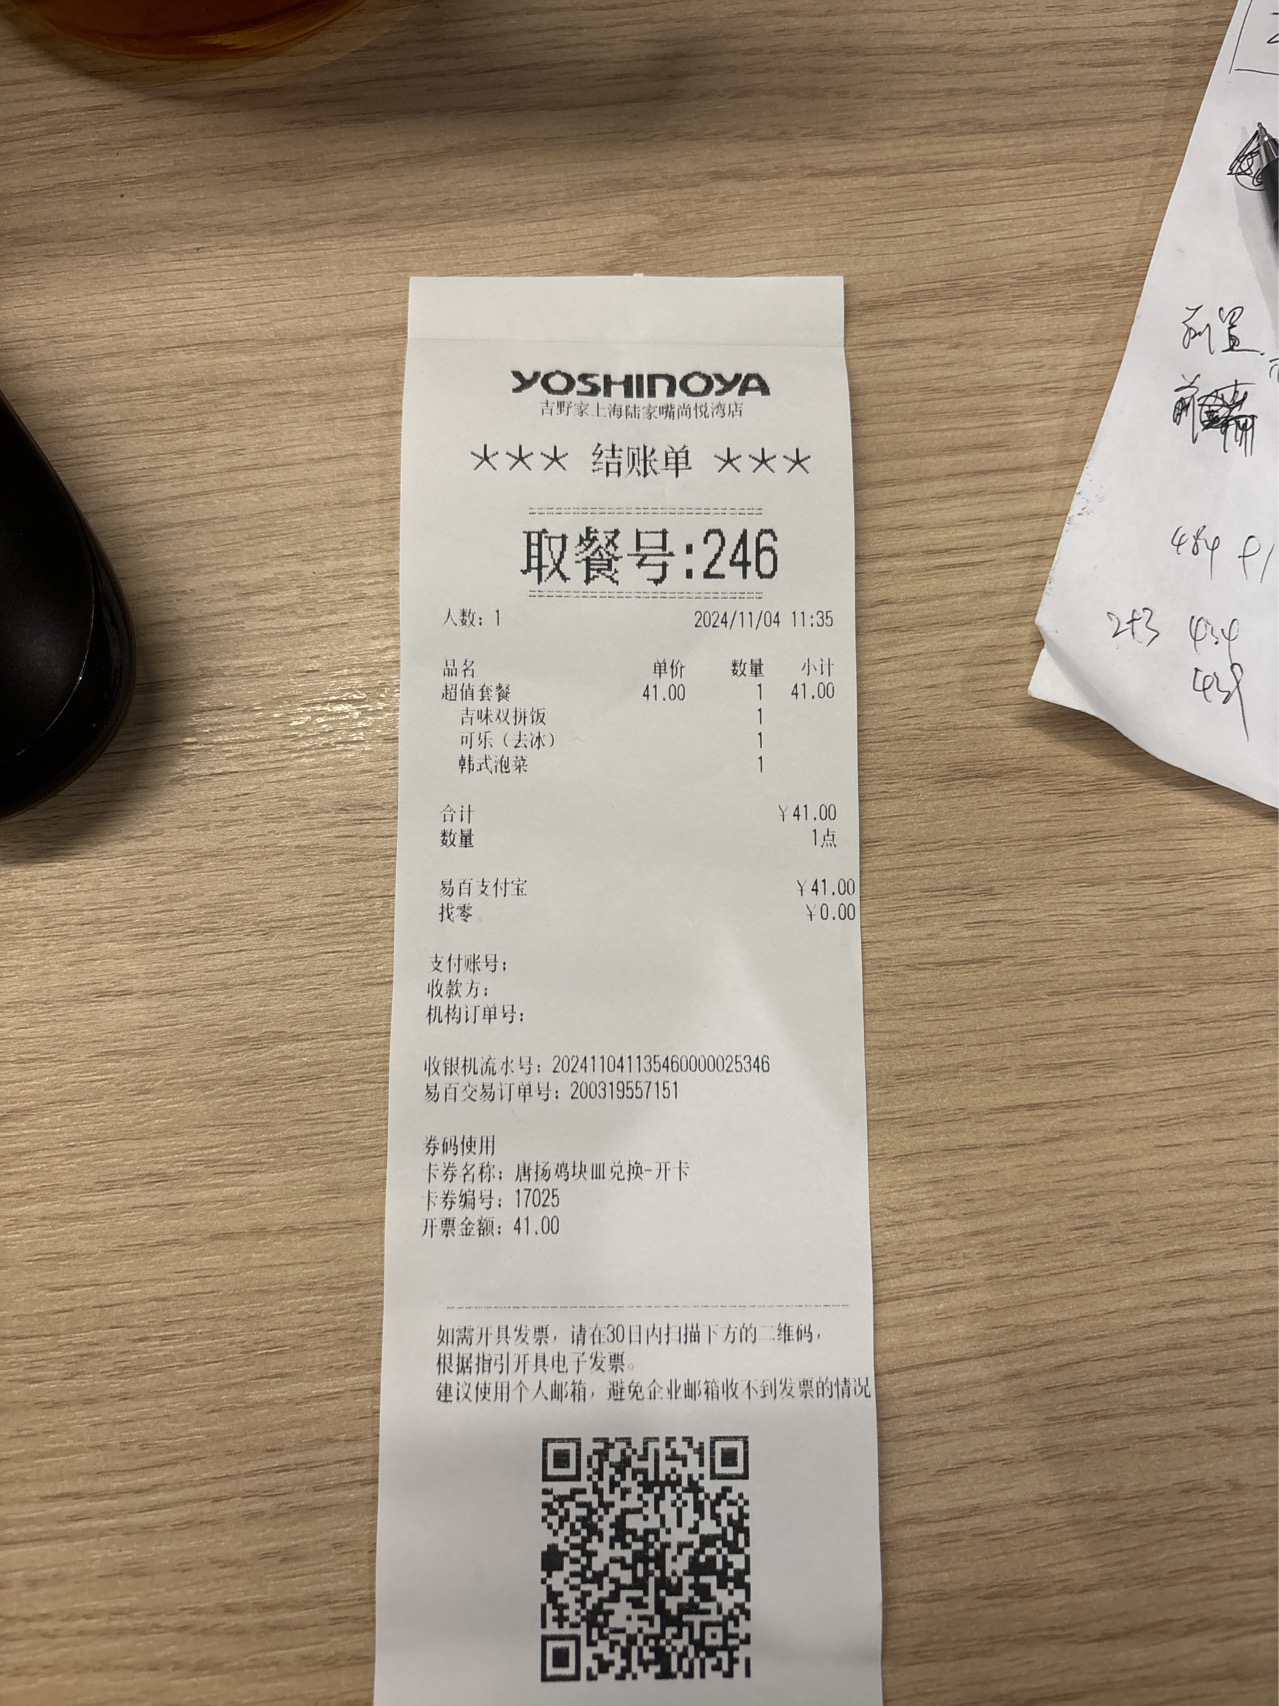 YOSHINOYA
吉野家上海陆家嘴尚悦湾店
*** 结账单 ***
取餐号:246
人数: 1 2024/11/04 11:35
品名 单价 数量 小计
超值套餐 41.00 1 41.00
吉味双拼饭 1
可乐（去冰） 1
韩式泡菜 1
合计 ￥41.00
数量 1点
易百支付宝 ￥41.00
找零 ￥0.00
支付账号:
收款方:
机构订单号:
收银机流水号: 202411041135460000025346
易百交易订单号: 200319557151
券码使用
卡券名称: 唐扬鸡块皿兑换-开卡
卡券编号: 17025
开票金额: 41.00
如需开具发票，请在30日内扫描下方的二维码，
根据指引开具电子发票。
建议使用个人邮箱，避免企业邮箱收不到发票的情况
484
2+3 434
439